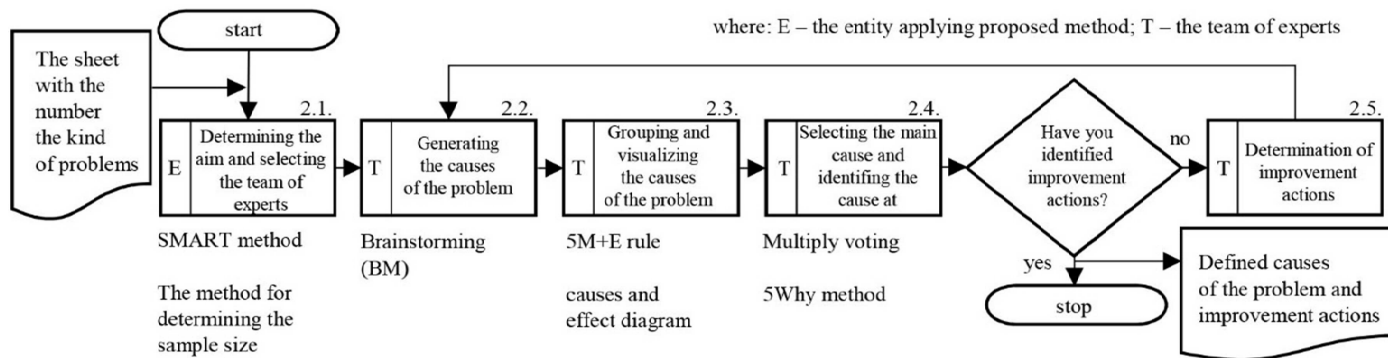 start
where: E – the entity applying proposed method; T – the team of experts
The sheet
with the
number
the kind
of problems
2.1.
E
Determining the
aim and selecting
the team of
experts
2.2.
T
Generating
the causes
of the problem
2.3.
T
Grouping and
visualizing
the causes
of the problem
2.4.
T
Selecting the main
cause and
identifing the
cause at
Have you
identified
improvement
actions?
no
2.5.
T
Determination of
improvement
actions
SMART method
The method for
determining the
sample size
Brainstorming
(BM)
5M+E rule
causes and
effect diagram
Multiply voting
5Why method
yes
stop
Defined causes
of the problem and
improvement actions